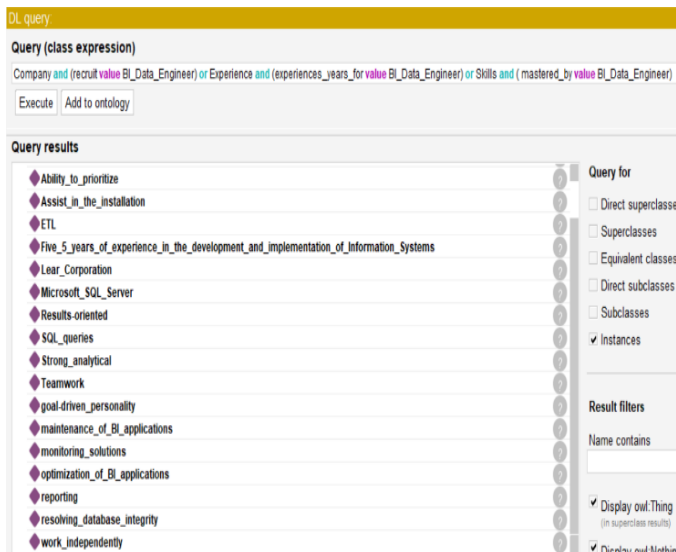 DL query:
Query (class expression)
Company and (recruit value BI_Data_Engineer) or Experience and (experiences_years_for value BI_Data_Engineer) or Skills and ( mastered_by value BI_Data_Engineer)
Execute Add to ontology
Query results
Query for
Ability_to_prioritize
Assist_in_the_installation
ETL
Five_5_years_of_experience_in_the_development_and_implementation_of_Information_Systems
Lear_Corporation
Microsoft_SQL_Server
Results-oriented
SQL_queries
Strong_analytical
Teamwork
goal-driven_personality
maintenance_of_BI_applications
monitoring_solutions
optimization_of_BI_applications
reporting
resolving_database_integrity
work_independently
Direct superclasse
Superclasses
Equivalent classes
Direct subclasses
Subclasses
Instances
Result filters
Name contains
Display owl:Thing
(in superclass results)
Display owl:Nothin